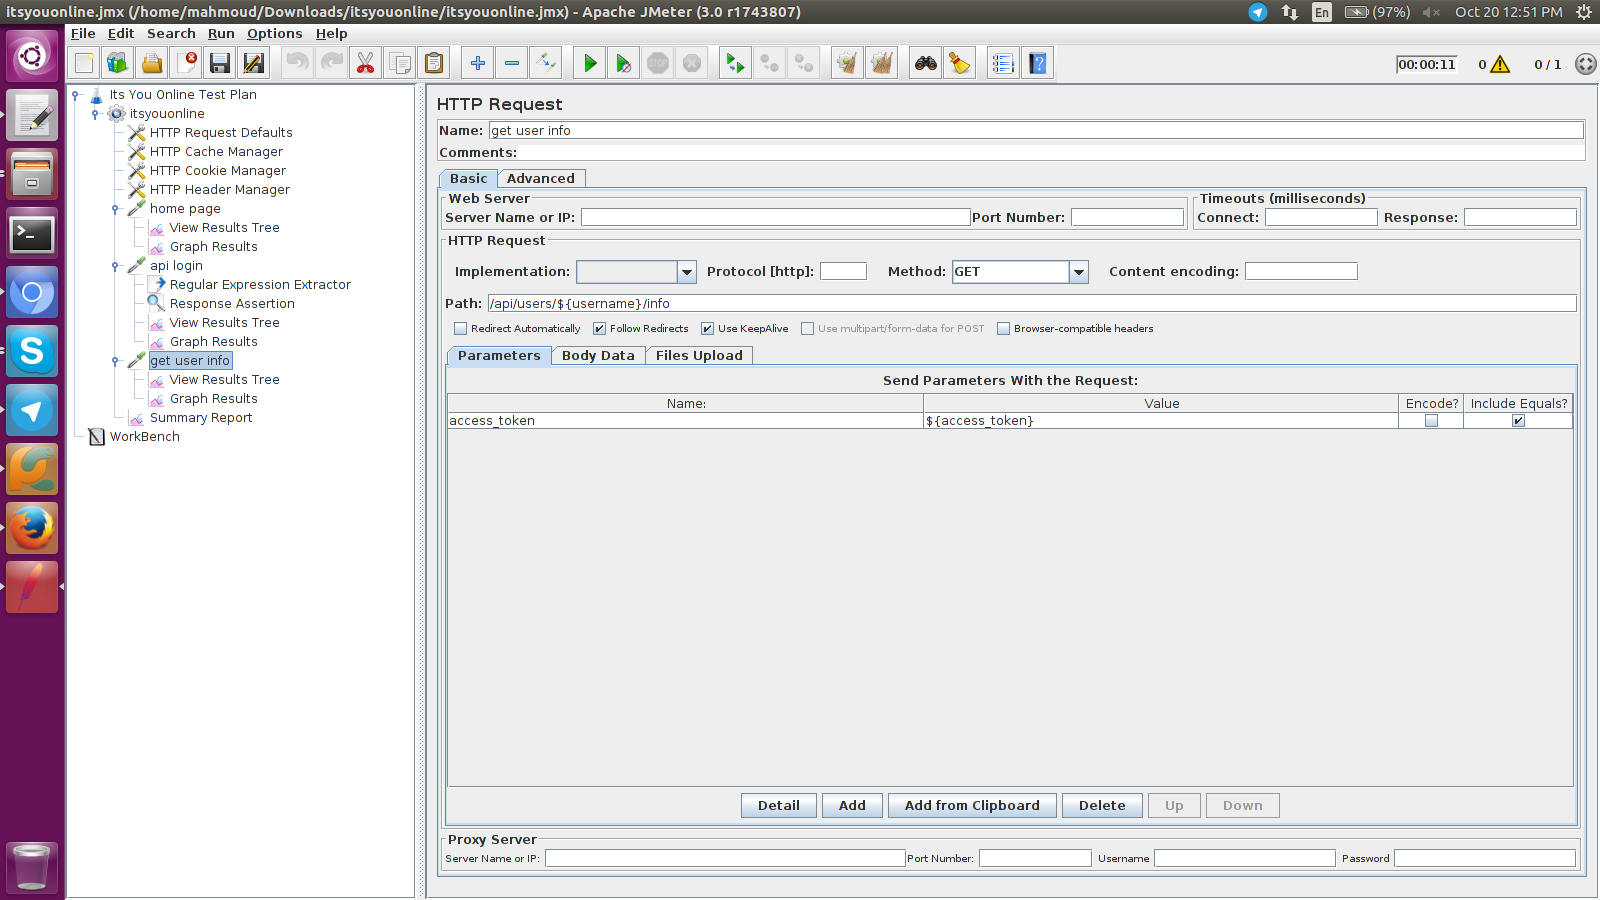 itsyouonline.jmx (/home/mahmoud/Downloads/itsyouonline/itsyouonline.jmx) - Apache JMeter (3.0 r1743807)
En (97%) Oct 20 12:51 PM
File Edit Search Run Options Help
STOP
00:00:11 0 0 / 1
Its You Online Test Plan
itsyouonline
HTTP Request Defaults
HTTP Cache Manager
HTTP Cookie Manager
HTTP Header Manager
home page
View Results Tree
Graph Results
api login
Regular Expression Extractor
Response Assertion
View Results Tree
Graph Results
get user info
View Results Tree
Graph Results
Summary Report
WorkBench
HTTP Request
Name: get user info
Comments:
Basic Advanced
Web Server
Server Name or IP: Port Number:
Timeouts (milliseconds)
Connect: Response:
HTTP Request
Implementation: Protocol [http]: Method: GET Content encoding:
Path: /api/users/${username}/info
Redirect Automatically Follow Redirects Use KeepAlive Use multipart/form-data for POST Browser-compatible headers
Parameters Body Data Files Upload
Send Parameters With the Request:
Name: Value Encode? Include Equals?
access_token ${access_token}
Detail Add Add from Clipboard Delete Up Down
Proxy Server
Server Name or IP: Port Number: Username Password